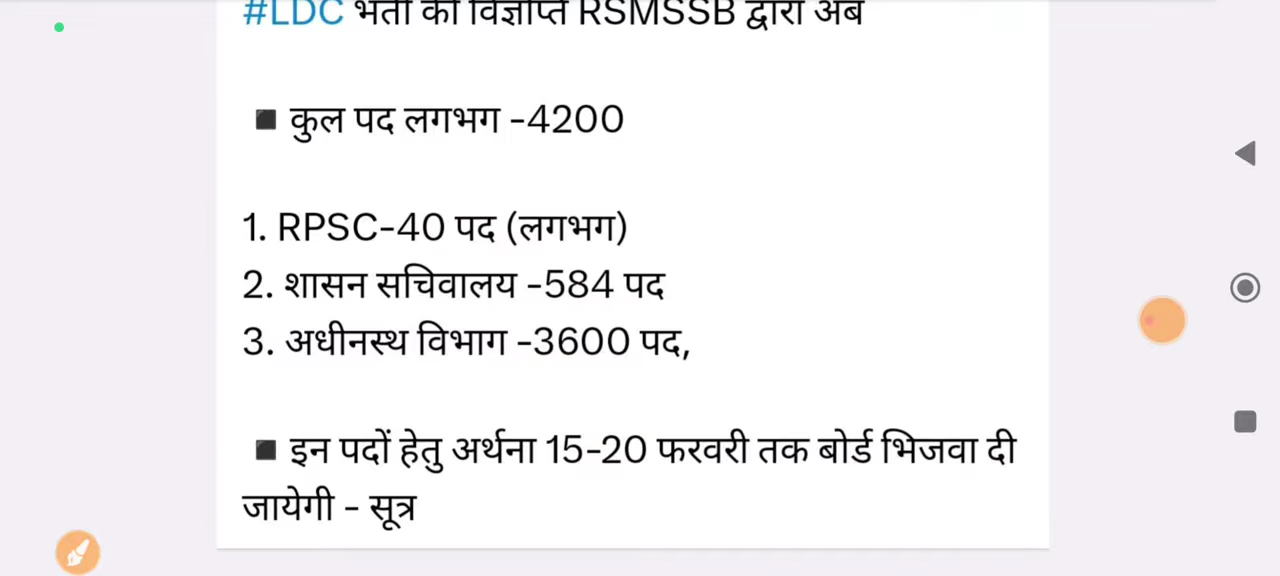 #LDC भर्ती की विज्ञप्ति RSMSSB द्वारा अब
◾कुल पद लगभग -4200
1. RPSC-40 पद (लगभग)
2. शासन सचिवालय -584 पद
3. अधीनस्थ विभाग -3600 पद,
◾इन पदों हेतु अर्थना 15-20 फरवरी तक बोर्ड भिजवा दी
जायेगी - सूत्र